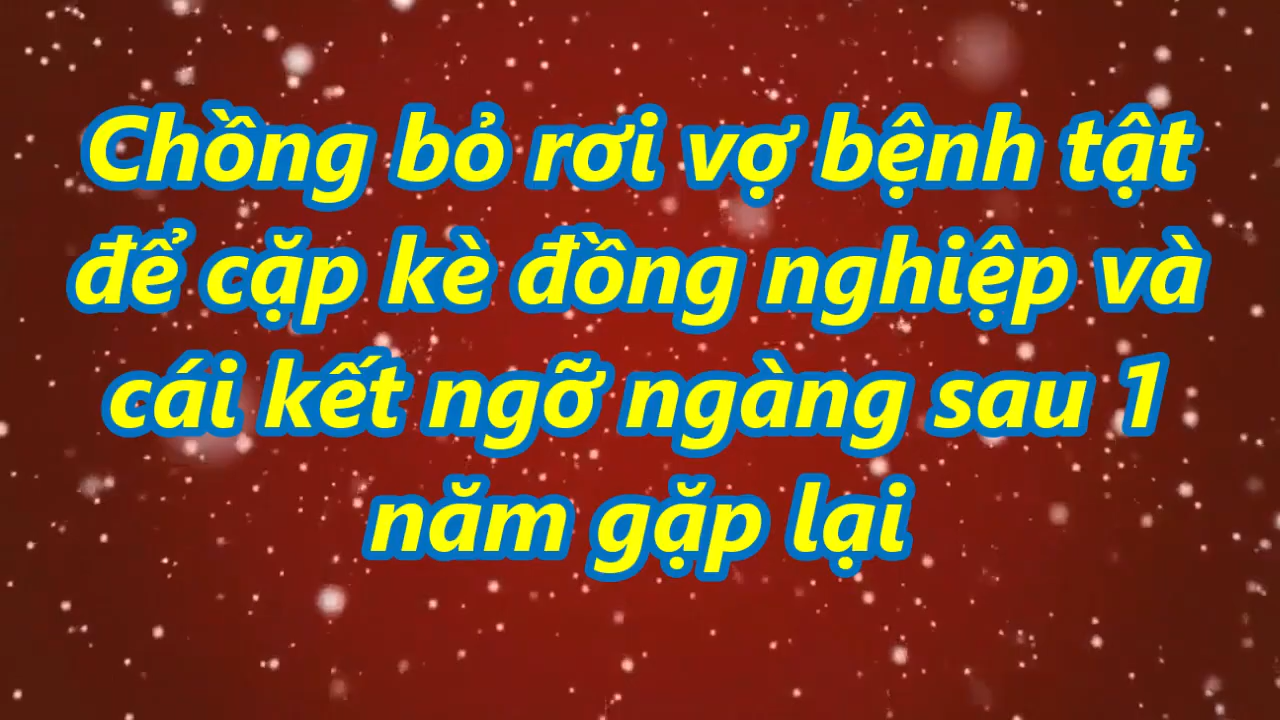 Chồng bỏ rơi vợ bệnh tật
để cặp kè đồng nghiệp và
cái kết ngỡ ngàng sau 1
năm gặp lại